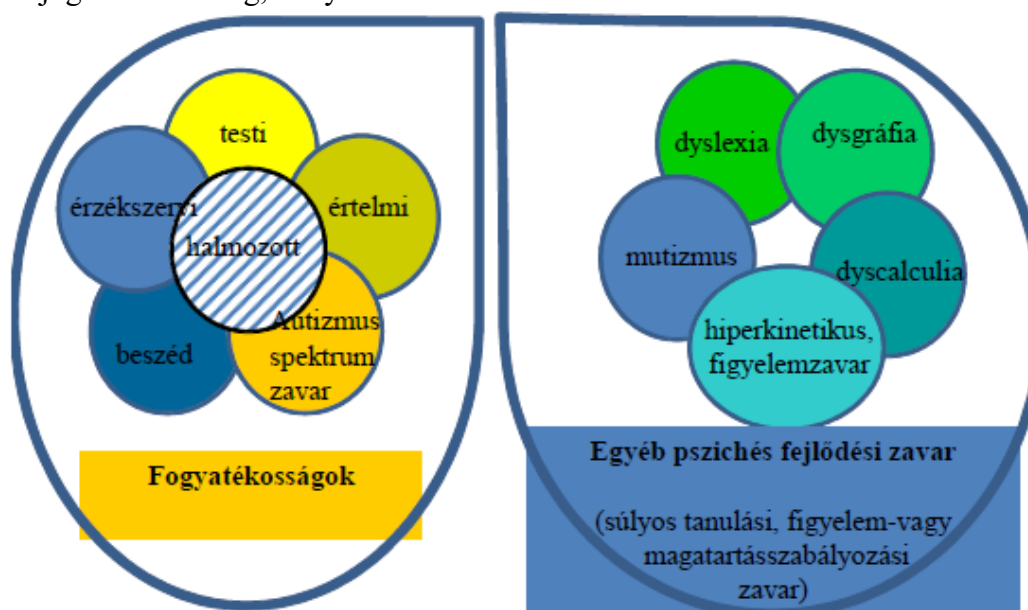 testi
érzékszervi
értelmi
halmozott
beszéd
Autizmus
spektrum
zavar
Fogyatékosságok
dyslexia
dysgráfia
mutizmus
dyscalculia
hiperkinetikus,
figyelemzavar
Egyéb pszichés fejlődési zavar
(súlyos tanulási, figyelem-vagy
magatartásszabályozási
zavar)